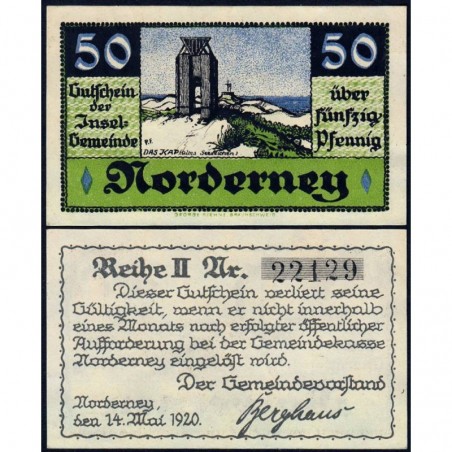 50 50
Gutschein
der
Insel-
Gemeinde
über
fünfzig
Pfennig
DAS KAP
Norderney
Reihe II Nr. 22129
Dieser Gutschein verliert seine
Gültigkeit, wenn er nicht innerhalb
eines Monats nach erfolgter öffentlicher
Aufforderung bei der Gemeindekasse
Norderney eingelöst wird.
Der Gemeindevorstand
Norderney,
den 14. Mai 1920.
Berghaus